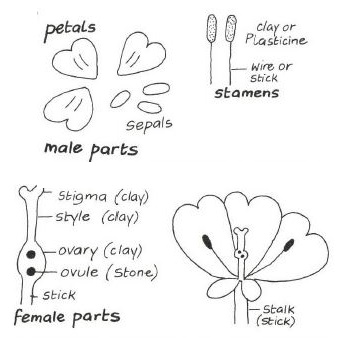 petals
sepals
male parts
clay or
Plasticine
wire or
stick
stamens
Stigma (clay)
style (clay)
ovary (clay)
ovule (stone)
stick
female parts
Stalk
(stick)